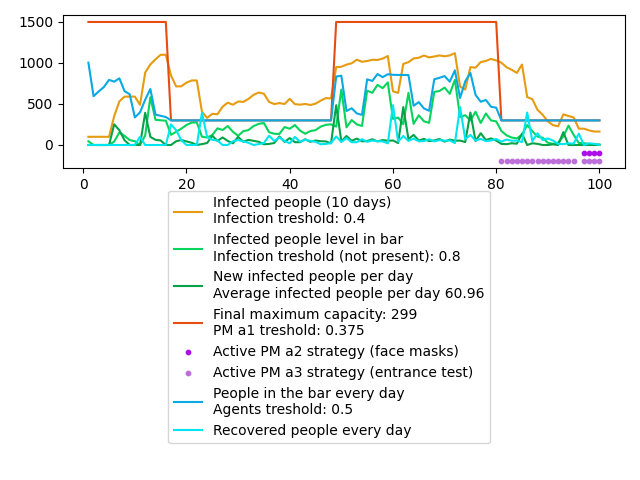 1500
1000
500
0
0
20
40
60
80
100
Infected people (10 days)
Infection treshold: 0.4
Infected people level in bar
Infection treshold (not present): 0.8
New infected people per day
Average infected people per day 60.96
Final maximum capacity: 299
PM a1 treshold: 0.375
Active PM a2 strategy (face masks)
Active PM a3 strategy (entrance test)
People in the bar every day
Agents treshold: 0.5
Recovered people every day